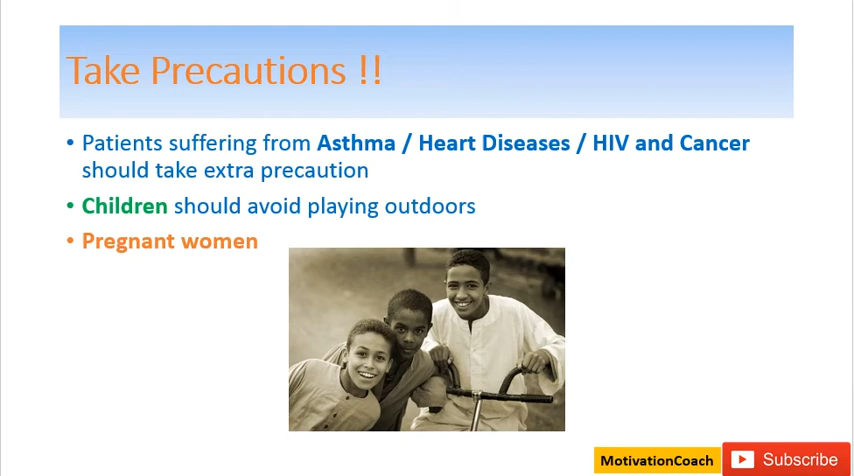 Take Precautions !!
• Patients suffering from Asthma / Heart Diseases / HIV and Cancer
should take extra precaution
• Children should avoid playing outdoors
• Pregnant women
MotivationCoach
Subscribe